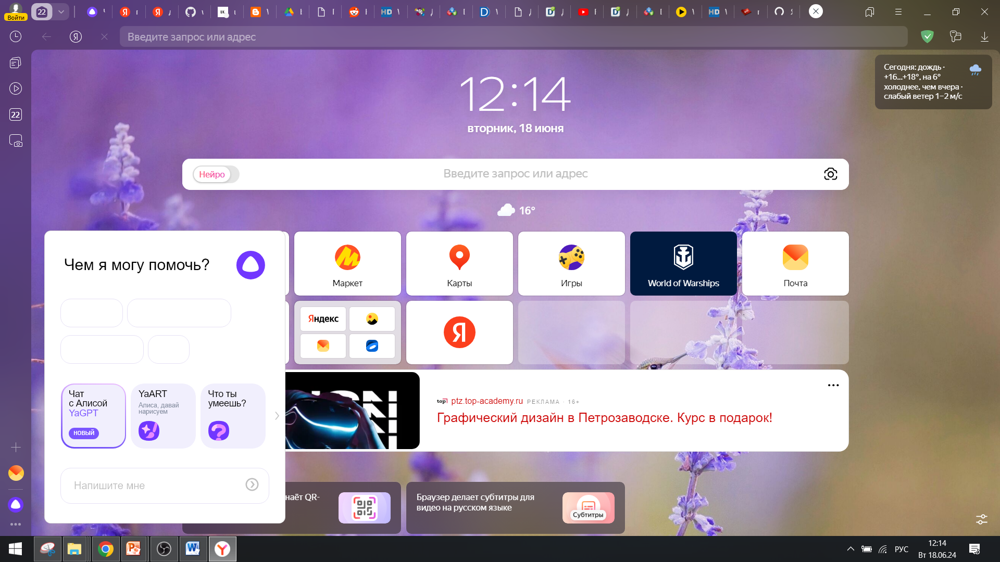 22
Войти
UK.
HD
HD
Введите запрос или адрес
22
Сегодня: дождь ·
+16...+18°, на 6°
холоднее, чем вчера ·
слабый ветер 1–2 м/с
12:14
вторник, 18 июня
Нейро
Введите запрос или адрес
16°
Чем я могу помочь?
Маркет
Карты
Игры
World of Warships
Почта
Яндекс
Я
Чат
с Алисой
YaGPT
НОВЫЙ
YaART
Алиса, давай
нарисуем
Что ты
умеешь?
top
ptz.top-academy.ru РЕКЛАМА · 16+
Графический дизайн в Петрозаводске. Курс в подарок!
Напишите мне
наёт QR-
Браузер делает субтитры для
видео на русском языке
Субтитры
РУС
12:14
Вт 18.06.24